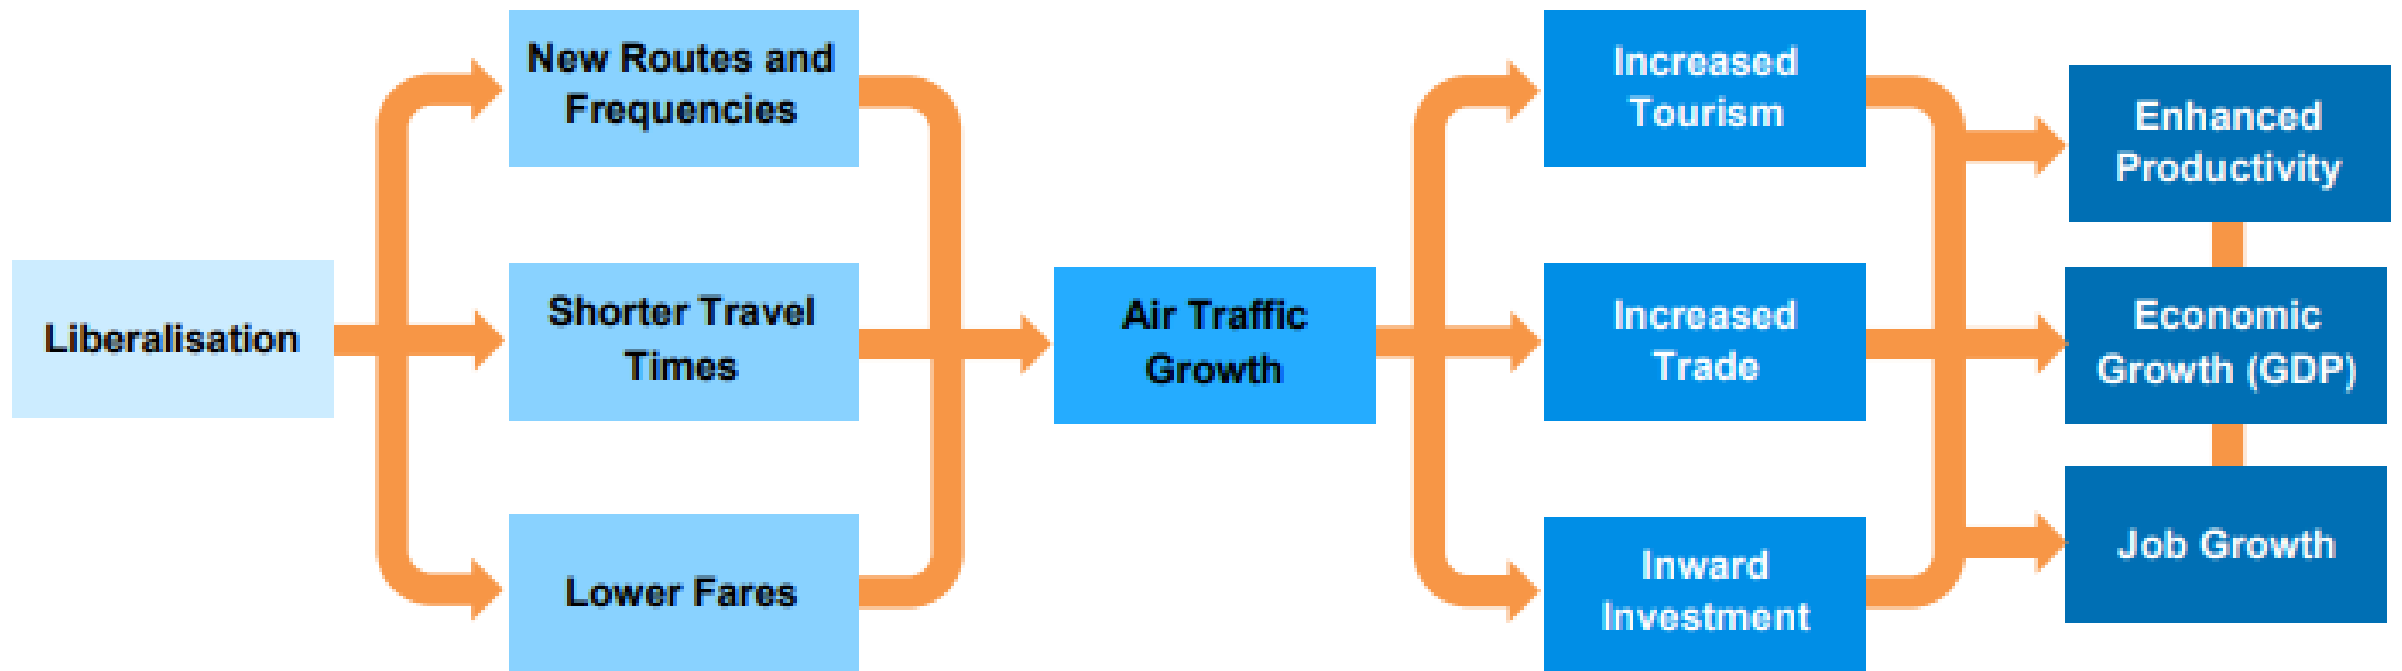 Liberalisation
New Routes and
Frequencies
Shorter Travel
Times
Lower Fares
Air Traffic
Growth
Increased
Tourism
Increased
Trade
Inward
Investment
Enhanced
Productivity
Economic
Growth (GDP)
Job Growth